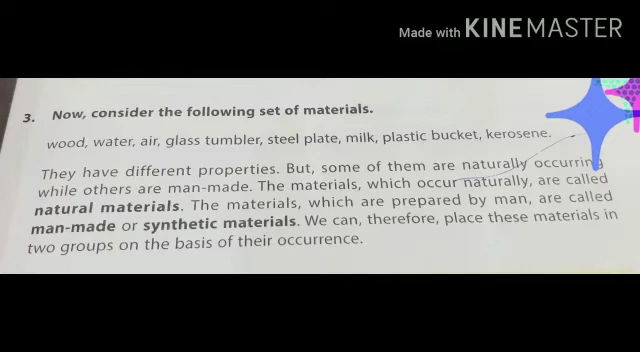 Made with KINEMASTER
3. Now, consider the following set of materials.
wood, water, air, glass tumbler, steel plate, milk, plastic bucket, kerosene.
They have different properties. But, some of them are naturally occurring
while others are man-made. The materials, which occur naturally, are called
natural materials. The materials, which are prepared by man, are called
man-made or synthetic materials. We can, therefore, place these materials in
two groups on the basis of their occurrence.